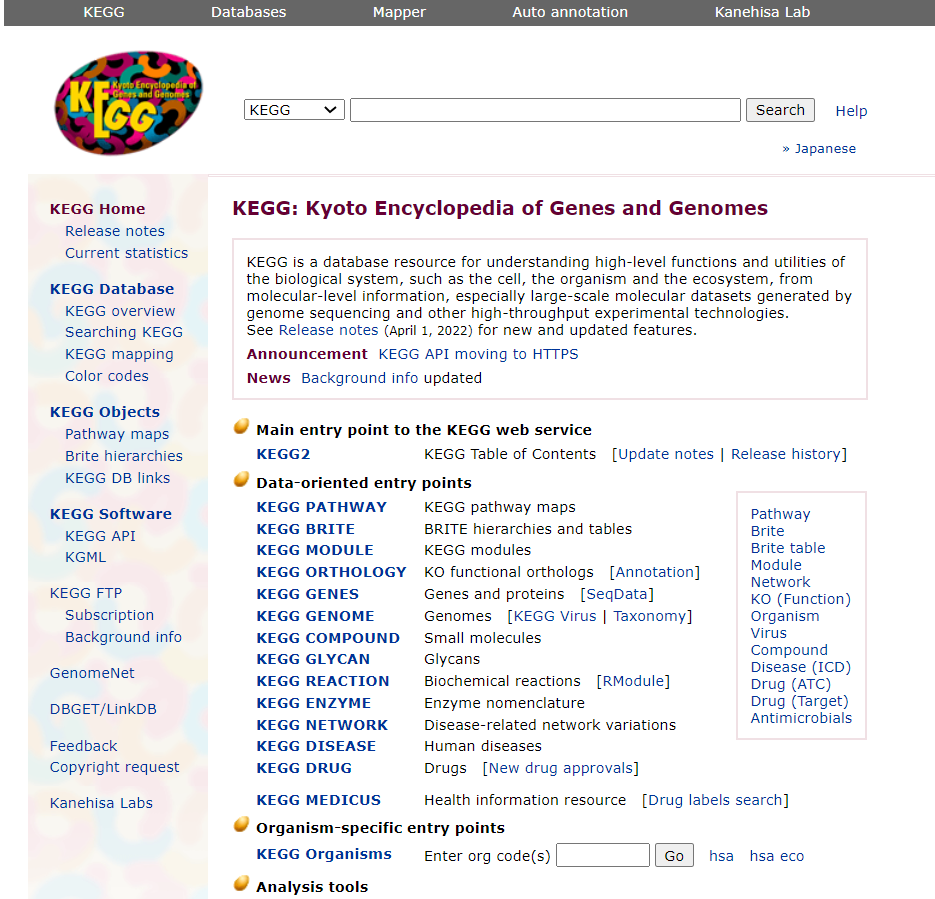 KEGG Databases Mapper Auto annotation Kanehisa Lab
KEGG Kyoto Encyclopedia of
Genes and Genomes
KEGG Search Help
» Japanese
KEGG Home
Release notes
Current statistics
KEGG Database
KEGG overview
Searching KEGG
KEGG mapping
Color codes
KEGG Objects
Pathway maps
Brite hierarchies
KEGG DB links
KEGG Software
KEGG API
KGML
KEGG FTP
Subscription
Background info
GenomeNet
DBGET/LinkDB
Feedback
Copyright request
Kanehisa Labs
KEGG: Kyoto Encyclopedia of Genes and Genomes
KEGG is a database resource for understanding high-level functions and utilities of
the biological system, such as the cell, the organism and the ecosystem, from
molecular-level information, especially large-scale molecular datasets generated by
genome sequencing and other high-throughput experimental technologies.
See Release notes (April 1, 2022) for new and updated features.
Announcement KEGG API moving to HTTPS
News Background info updated
Main entry point to the KEGG web service
KEGG2 KEGG Table of Contents [Update notes | Release history]
Data-oriented entry points
KEGG PATHWAY KEGG pathway maps
KEGG BRITE BRITE hierarchies and tables
KEGG MODULE KEGG modules
KEGG ORTHOLOGY KO functional orthologs [Annotation]
KEGG GENES Genes and proteins [SeqData]
KEGG GENOME Genomes [KEGG Virus | Taxonomy]
KEGG COMPOUND Small molecules
KEGG GLYCAN Glycans
KEGG REACTION Biochemical reactions [RModule]
KEGG ENZYME Enzyme nomenclature
KEGG NETWORK Disease-related network variations
KEGG DISEASE Human diseases
KEGG DRUG Drugs [New drug approvals]
KEGG MEDICUS Health information resource [Drug labels search]
Pathway
Brite
Brite table
Module
Network
KO (Function)
Organism
Virus
Compound
Disease (ICD)
Drug (ATC)
Drug (Target)
Antimicrobials
Organism-specific entry points
KEGG Organisms Enter org code(s) Go hsa hsa eco
Analysis tools